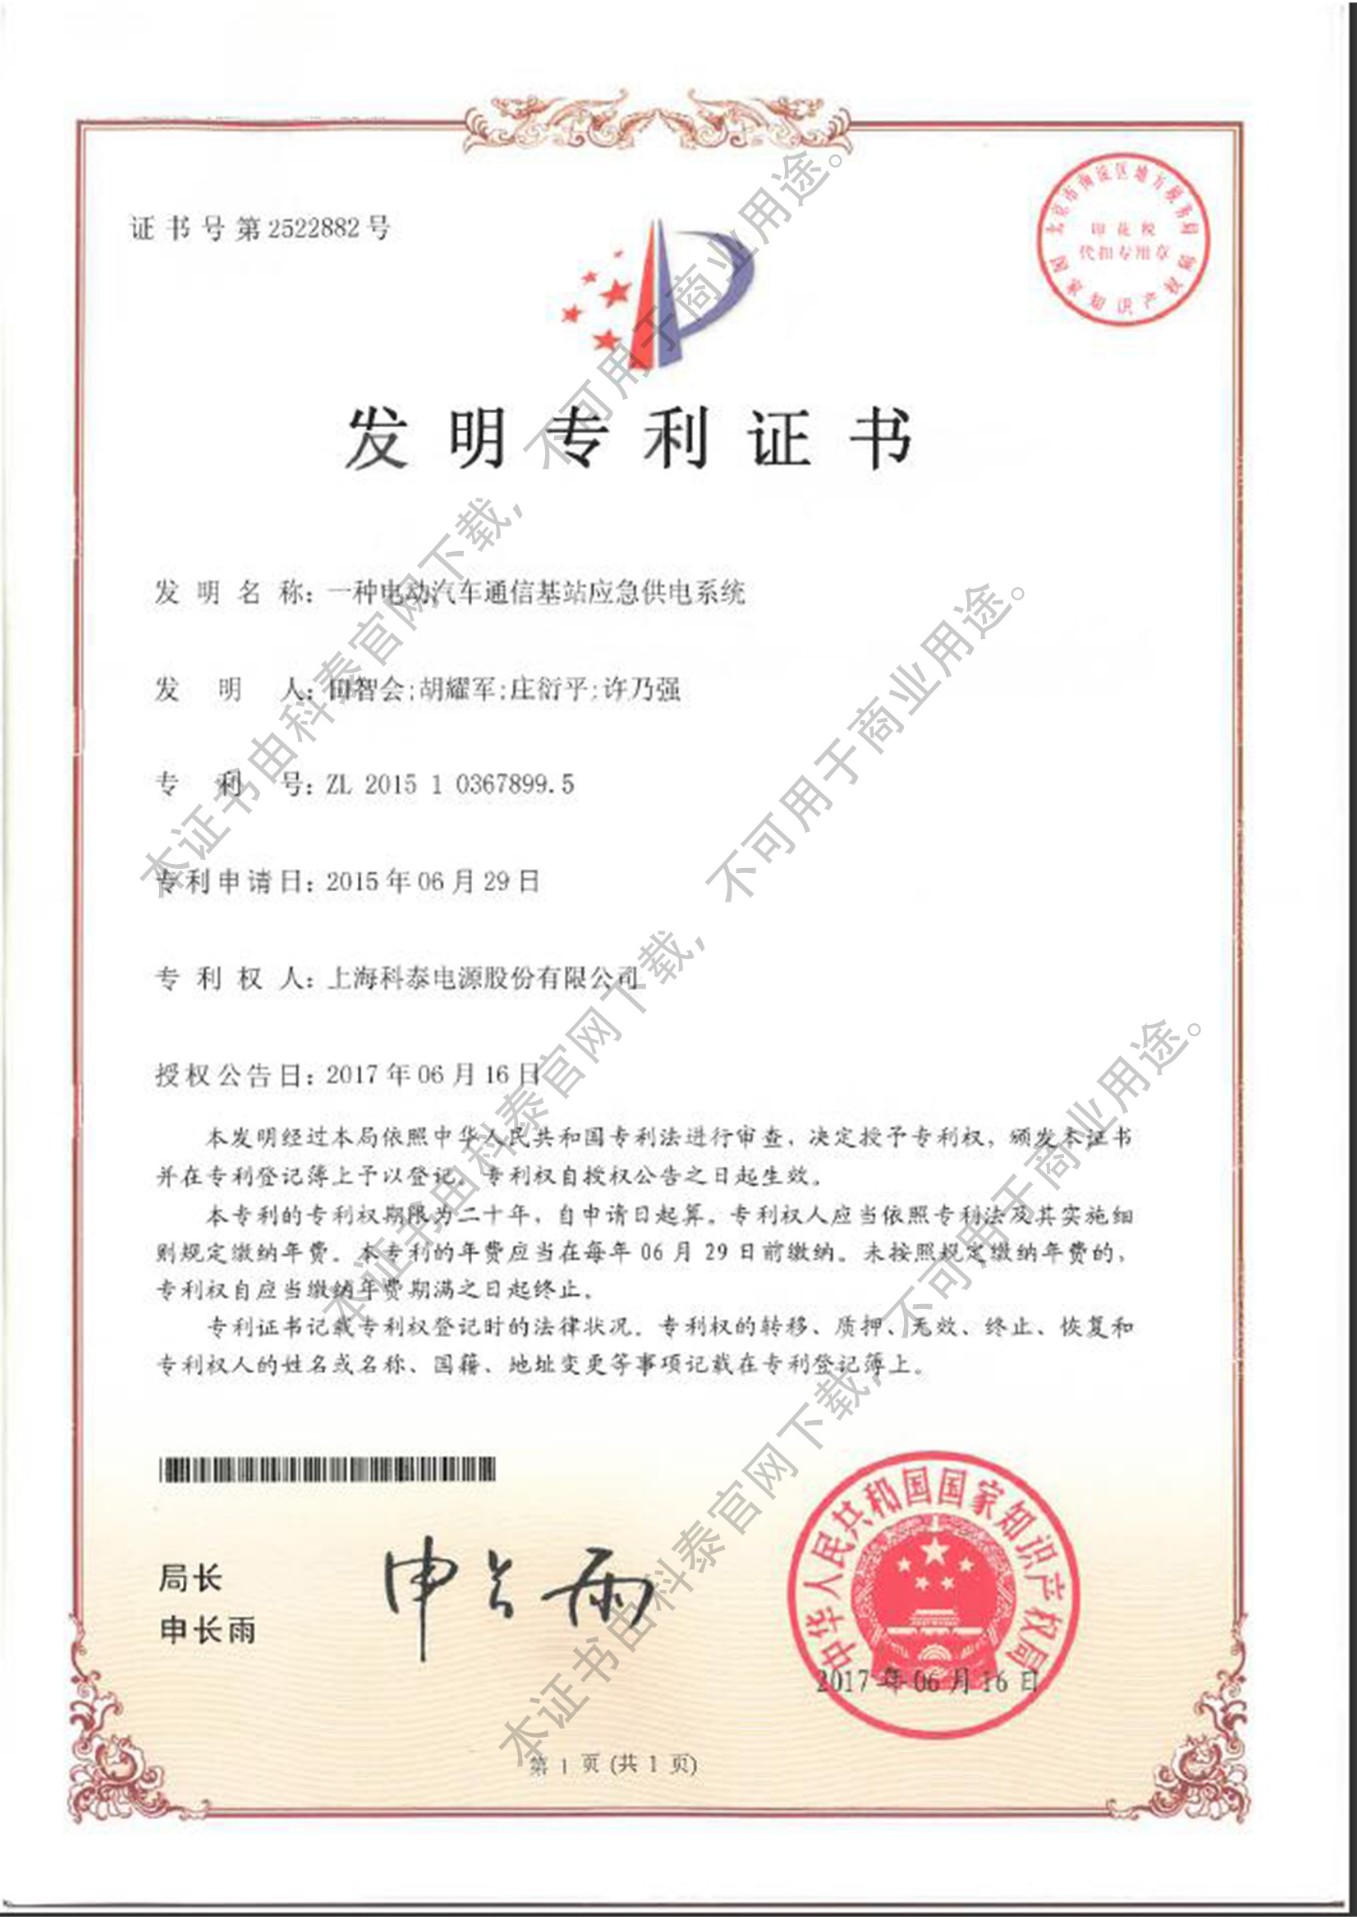 证书号第2522882号
北京市海淀区地方税务局
印花税
代扣专用章
国家知识产权局
发明专利证书
发明名称：一种电动汽车通信基站应急供电系统
发明人：田智会;胡耀军;庄衍平;许乃强
专利号：ZL 2015 1 0367899.5
专利申请日：2015年06月29日
专利权人：上海科泰电源股份有限公司
授权公告日：2017年06月16日
本发明经过本局依照中华人民共和国专利法进行审查，决定授予专利权，颁发本证书
并在专利登记簿上予以登记。专利权自授权公告之日起生效。
本专利的专利权期限为二十年，自申请日起算。专利权人应当依照专利法及其实施细
则规定缴纳年费。本专利的年费应当在每年06月29日前缴纳。未按照规定缴纳年费的，
专利权自应当缴纳年费期满之日起终止。
专利证书记载专利权登记时的法律状况。专利权的转移、质押、无效、终止、恢复和
专利权人的姓名或名称、国籍、地址变更等事项记载在专利登记簿上。
局长
申长雨
申长雨
中华人民共和国国家知识产权局
2017年06月16日
第1页(共1页)
本证书由科泰官网下载，不可用于商业用途。
本证书由科泰官网下载，不可用于商业用途。
本证书由科泰官网下载，不可用于商业用途。